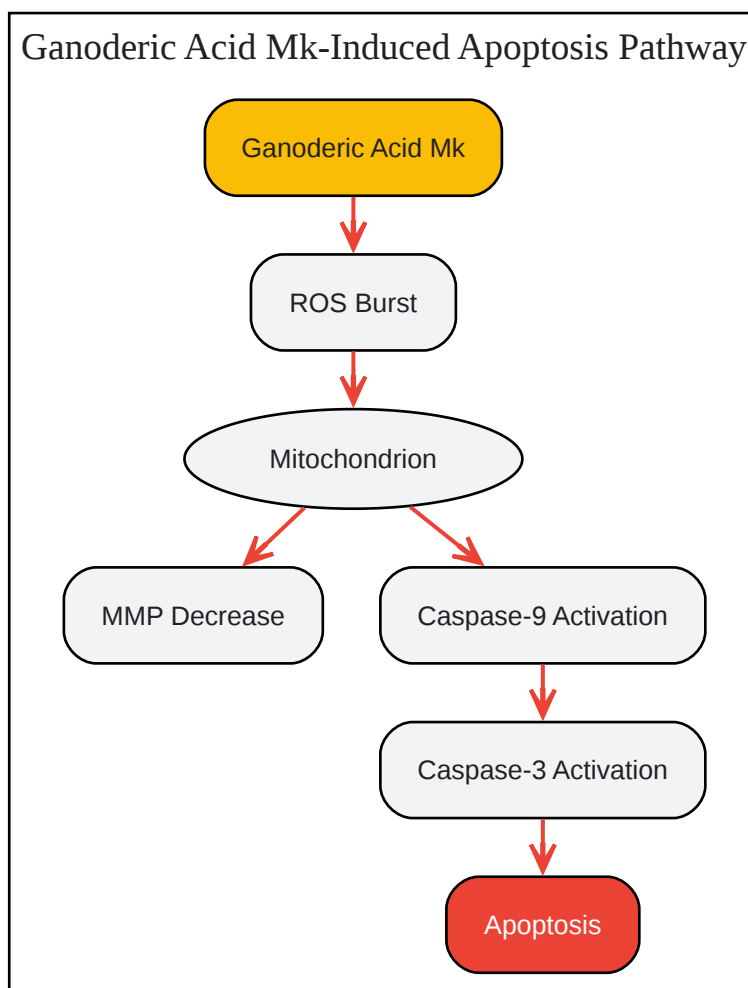 Ganoderic Acid Mk-Induced Apoptosis Pathway
Ganoderic Acid Mk
ROS Burst
Mitochondrion
MMP Decrease
Caspase-9 Activation
Caspase-3 Activation
Apoptosis